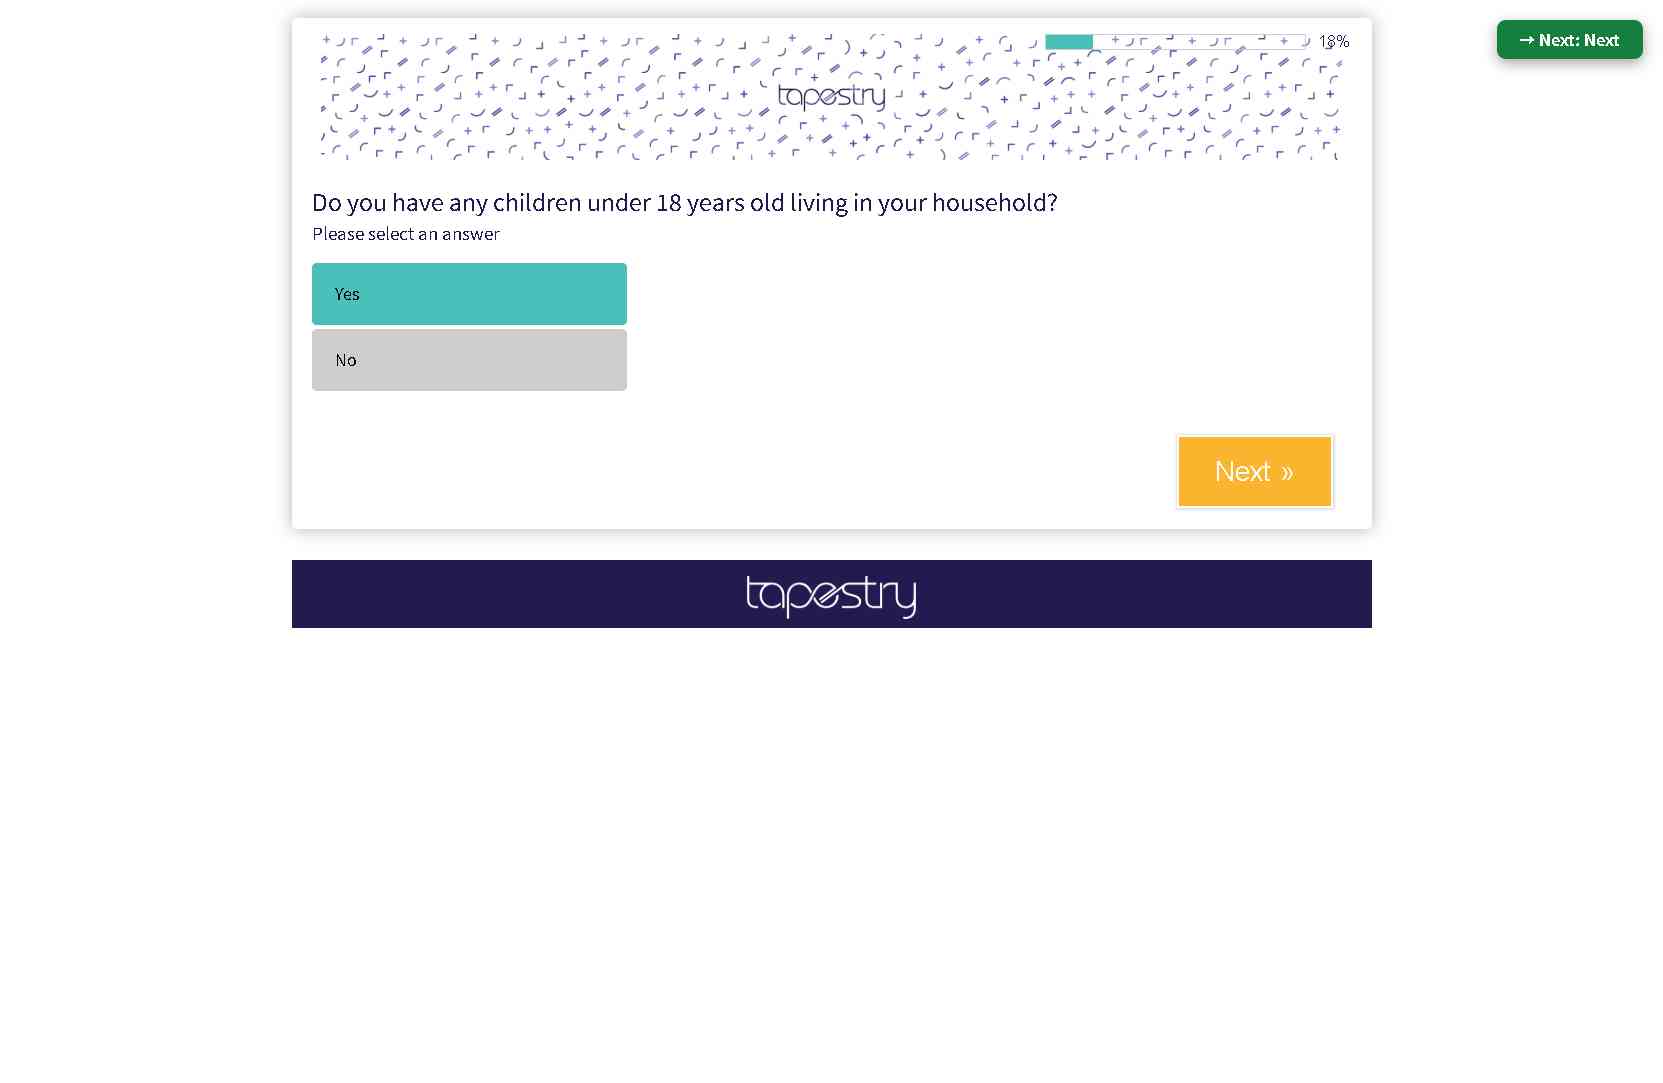 18%
→ Next: Next
tapestry
Do you have any children under 18 years old living in your household?
Please select an answer
Yes
No
Next »
tapestry